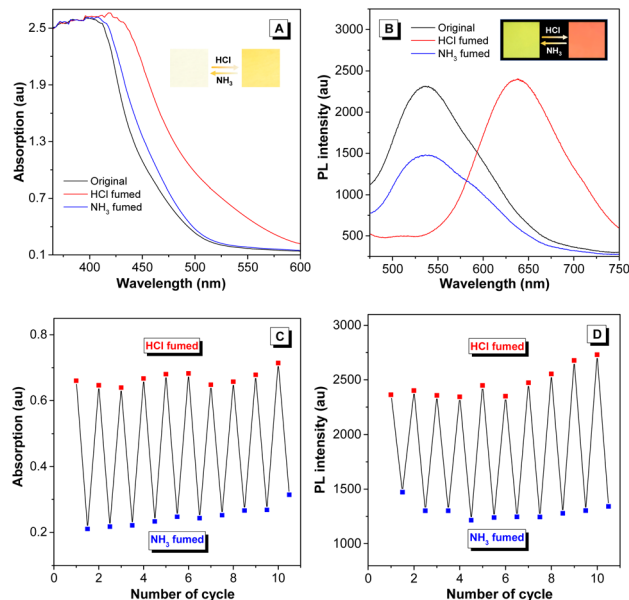 A
2.5
1.9
1.3
0.7
0.1
Absorption (au)
HCl
NH3
Original
HCl fumed
NH3 fumed
400 450 500 550 600
Wavelength (nm)
B
Original
HCl fumed
NH3 fumed
HCl
NH3
3000
2500
2000
1500
1000
500
PL intensity (au)
500 550 600 650 700 750
Wavelength (nm)
C
HCl fumed
0.8
0.6
0.4
0.2
Absorption (au)
NH3 fumed
0 2 4 6 8 10
Number of cycle
D
HCl fumed
3000
2500
2000
1500
1000
PL intensity (au)
NH3 fumed
0 2 4 6 8 10
Number of cycle